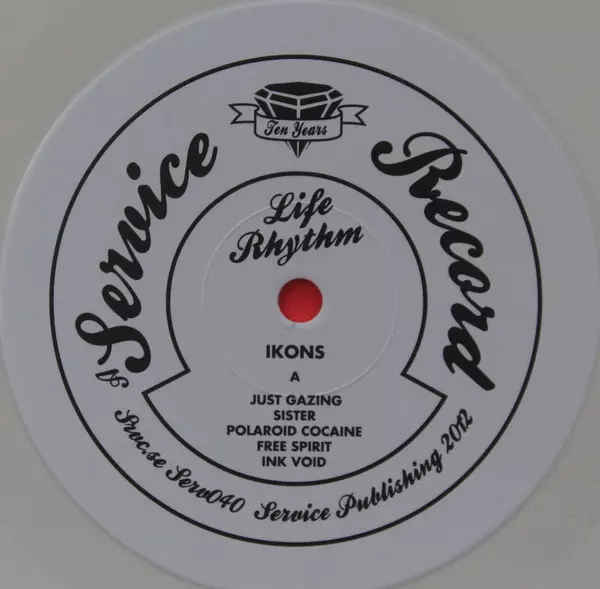 Ten Years
A Service Record
Life
Rhythm
IKONS
A
JUST GAZING
SISTER
POLAROID COCAINE
FREE SPIRIT
INK VOID
Srvc.se Serv040 Service Publishing 2012